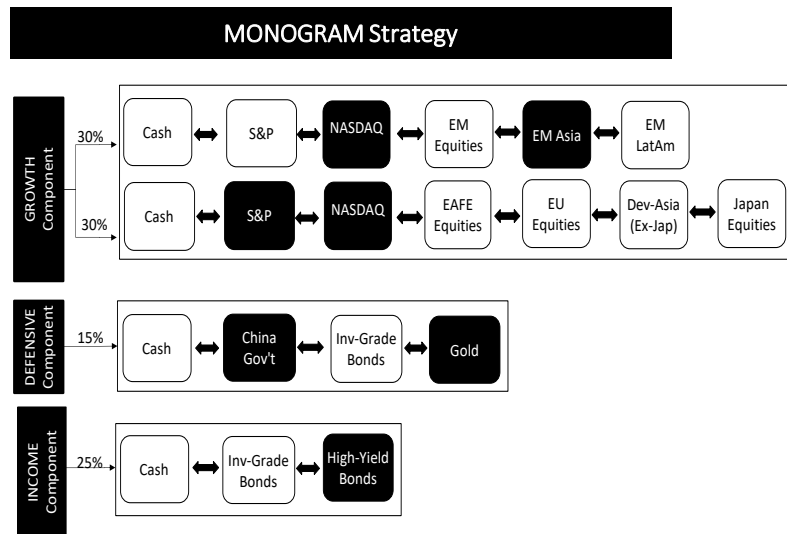 MONOGRAM Strategy
GROWTH
Component
30%
Cash
S&P
NASDAQ
EM
Equities
EM Asia
EM
LatAm
30%
Cash
S&P
NASDAQ
EAFE
Equities
EU
Equities
Dev-Asia
(Ex-Jap)
Japan
Equities
DEFENSIVE
Component
15%
Cash
China
Gov't
Inv-Grade
Bonds
Gold
INCOME
Component
25%
Cash
Inv-Grade
Bonds
High-Yield
Bonds